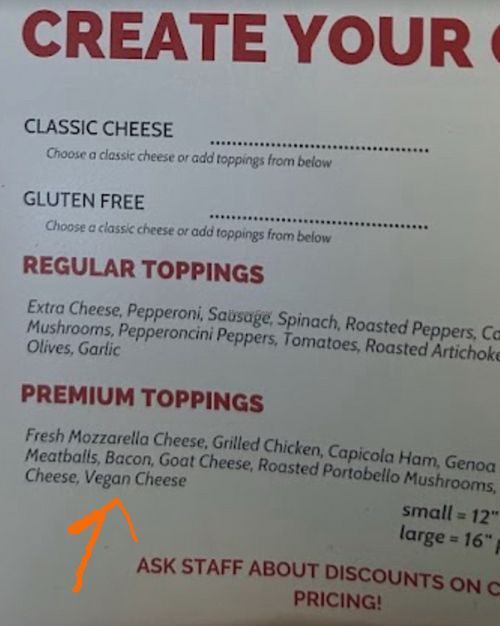 CREATE YOUR
CLASSIC CHEESE
Choose a classic cheese or add toppings from below
GLUTEN FREE
Choose a classic cheese or add toppings from below
REGULAR TOPPINGS
Extra Cheese, Pepperoni, Sausage, Spinach, Roasted Peppers,
Mushrooms, Pepperoncini Peppers, Tomatoes, Roasted Artichoke
Olives, Garlic
PREMIUM TOPPINGS
Fresh Mozzarella Cheese, Grilled Chicken, Capicola Ham, Genoa
Meatballs, Bacon, Goat Cheese, Roasted Portobello Mushrooms,
Cheese, Vegan Cheese
small = 12"
large = 16"
ASK STAFF ABOUT DISCOUNTS ON
PRICING!